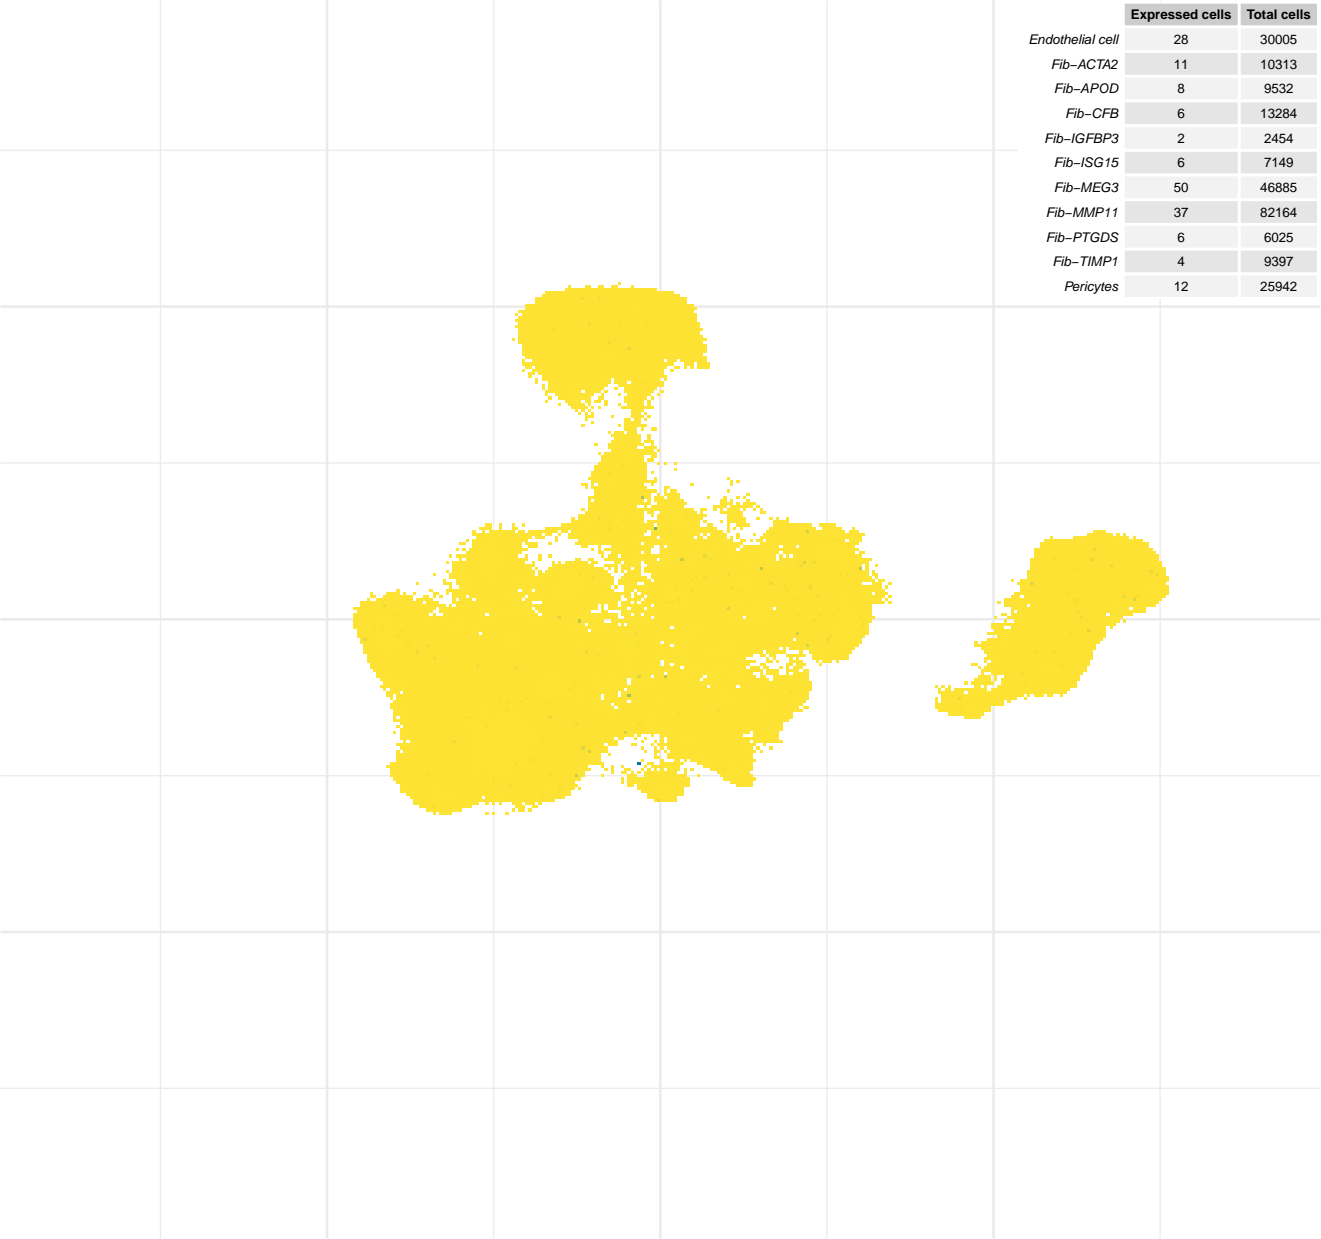 Expressed cells Total cells
Endothelial cell 28 30005
Fib−ACTA2 11 10313
Fib−APOD 8 9532
Fib−CFB 6 13284
Fib−IGFBP3 2 2454
Fib−ISG15 6 7149
Fib−MEG3 50 46885
Fib−MMP11 37 82164
Fib−PTGDS 6 6025
Fib−TIMP1 4 9397
Pericytes 12 25942